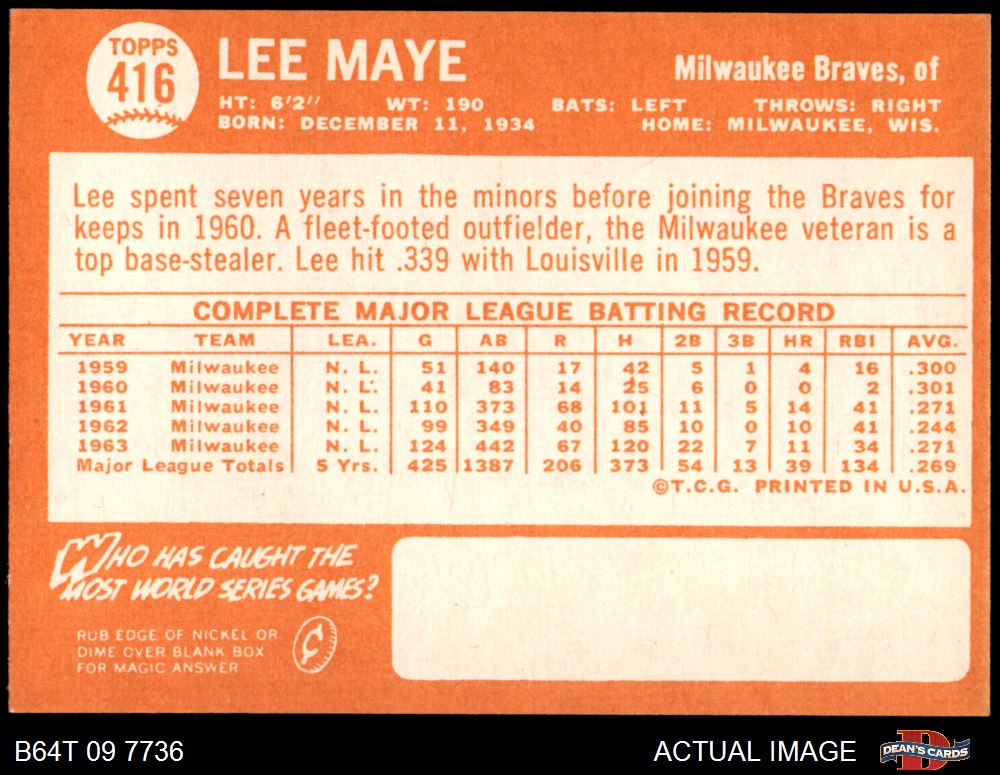 TOPPS
416
LEE MAYE
Milwaukee Braves, of
HT: 6'2" WT: 190 BATS: LEFT THROWS: RIGHT
BORN: DECEMBER 11, 1934 HOME: MILWAUKEE, WIS.
Lee spent seven years in the minors before joining the Braves for
keeps in 1960. A fleet-footed outfielder, the Milwaukee veteran is a
top base-stealer. Lee hit .339 with Louisville in 1959.
COMPLETE MAJOR LEAGUE BATTING RECORD
YEAR TEAM LEA. G AB R H 2B 3B HR RBI AVG.
1959 Milwaukee N. L. 51 140 17 42 5 1 4 16 .300
1960 Milwaukee N. L. 41 83 14 25 6 0 0 2 .301
1961 Milwaukee N. L. 110 373 68 101 11 5 14 41 .271
1962 Milwaukee N. L. 99 349 40 85 10 0 10 41 .244
1963 Milwaukee N. L. 124 442 67 120 22 7 11 34 .271
Major League Totals 5 Yrs. 425 1387 206 373 54 13 39 134 .269
©T.C.G. PRINTED IN U.S.A.
WHO HAS CAUGHT THE
MOST WORLD SERIES GAMES?
RUB EDGE OF NICKEL OR
DIME OVER BLANK BOX
FOR MAGIC ANSWER
¢
B64T 09 7736
ACTUAL IMAGE
D
DEAN'S CARDS